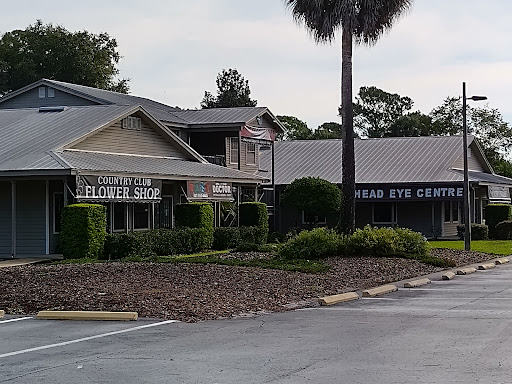 COUNTRY CLUB
FLOWER SHOP
DOCTOR
HEAD EYE CENTRE